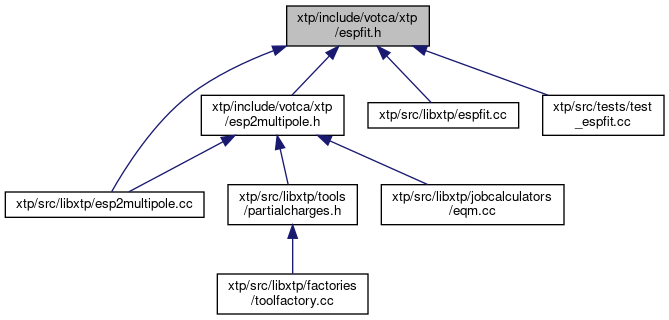 xtp/include/votca/xtp
/espfit.h
xtp/include/votca/xtp
/esp2multipole.h
xtp/src/libxtp/espfit.cc
xtp/src/tests/test
_espfit.cc
xtp/src/libxtp/esp2multipole.cc
xtp/src/libxtp/tools
/partialcharges.h
xtp/src/libxtp/jobcalculators
/eqm.cc
xtp/src/libxtp/factories
/toolfactory.cc